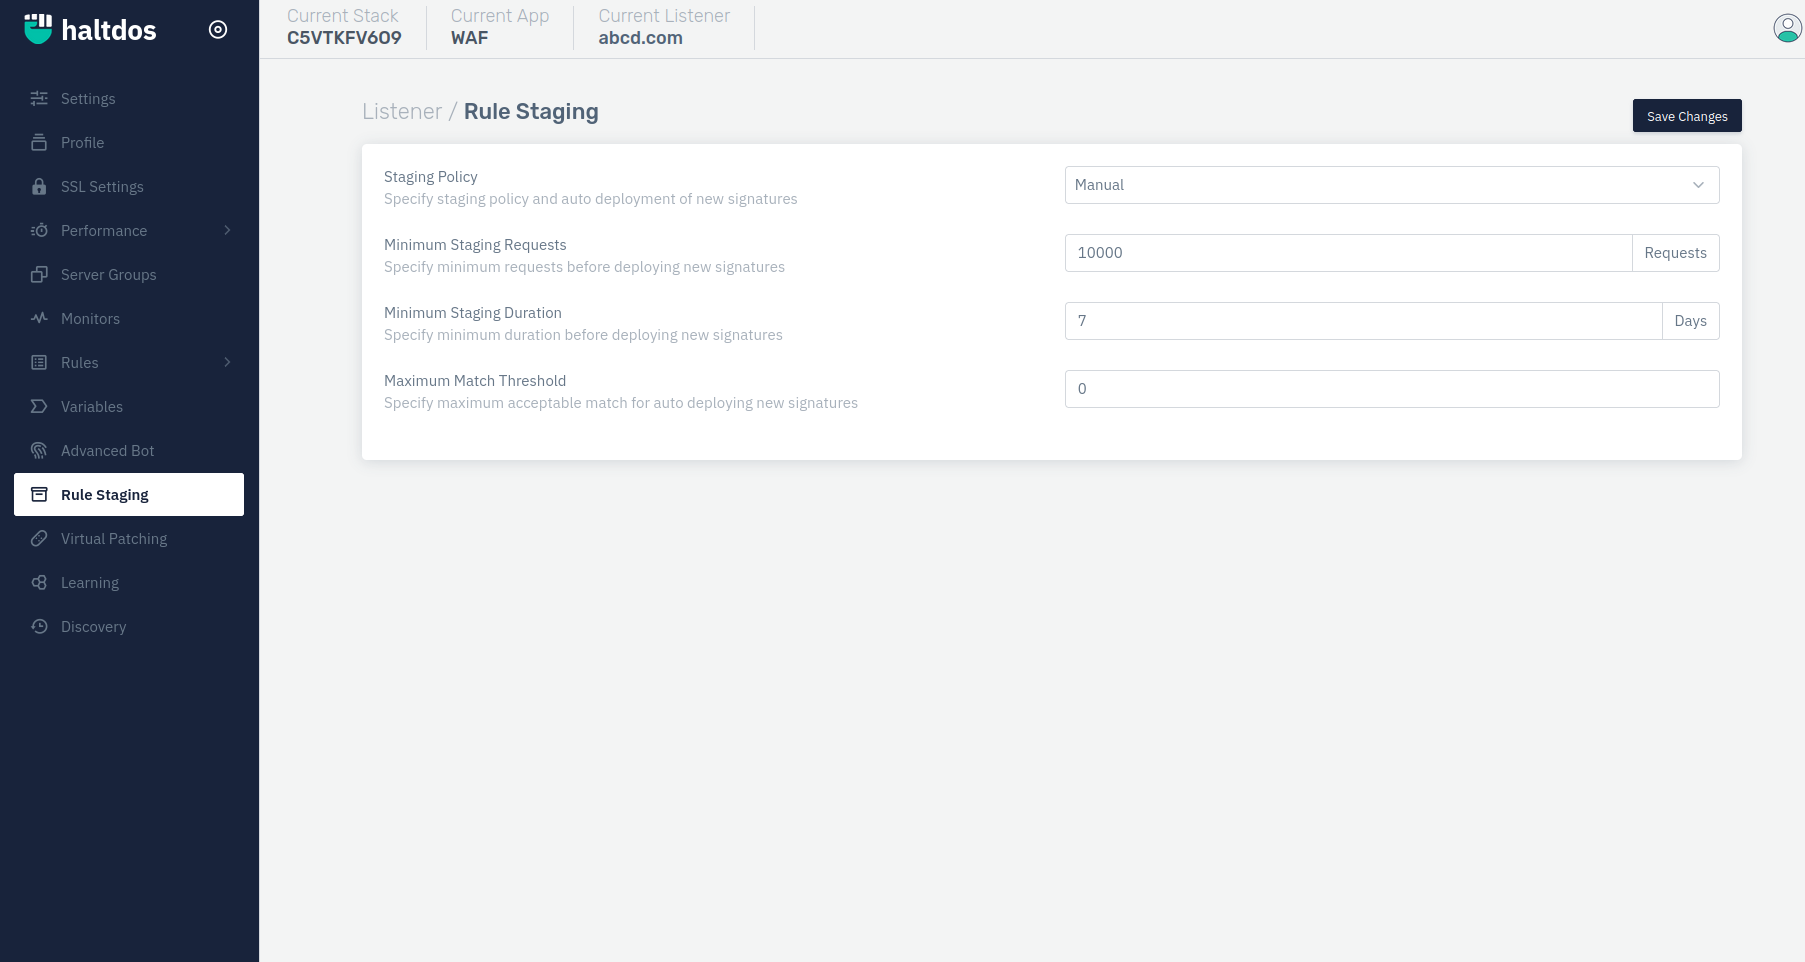 haltdos
Settings
Profile
SSL Settings
Performance
Server Groups
Monitors
Rules
Variables
Advanced Bot
Rule Staging
Virtual Patching
Learning
Discovery
Current Stack
C5VTKFV6O9
Current App
WAF
Current Listener
abcd.com
Listener / Rule Staging
Save Changes
Staging Policy
Specify staging policy and auto deployment of new signatures
Manual
Minimum Staging Requests
Specify minimum requests before deploying new signatures
10000 Requests
Minimum Staging Duration
Specify minimum duration before deploying new signatures
7 Days
Maximum Match Threshold
Specify maximum acceptable match for auto deploying new signatures
0